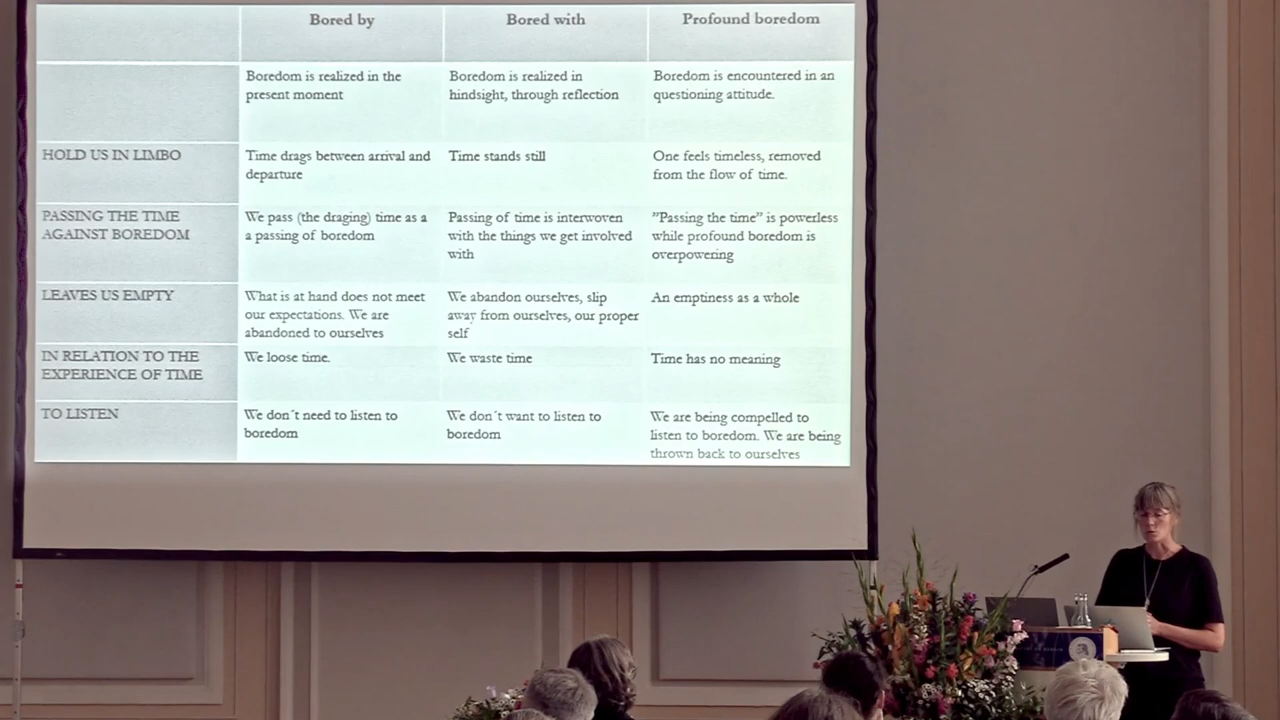 Bored by
Bored with
Profound boredom
Boredom is realized in the
present moment
Boredom is realized in
hindsight, through reflection
Boredom is encountered in an
questioning attitude.
HOLD US IN LIMBO
Time drags between arrival and
departure
Time stands still
One feels timeless, removed
from the flow of time.
PASSING THE TIME
AGAINST BOREDOM
We pass (the draging) time as a
a passing of boredom
Passing of time is interwoven
with the things we get involved
with
”Passing the time” is powerless
while profound boredom is
overpowering
LEAVES US EMPTY
What is at hand does not meet
our expectations. We are
abandoned to ourselves
We abandon ourselves, slip
away from ourselves, our proper
self
An emptiness as a whole
IN RELATION TO THE
EXPERIENCE OF TIME
We loose time.
We waste time
Time has no meaning
TO LISTEN
We don´t need to listen to
boredom
We don´t want to listen to
boredom
We are being compelled to
listen to boredom. We are being
thrown back to ourselves